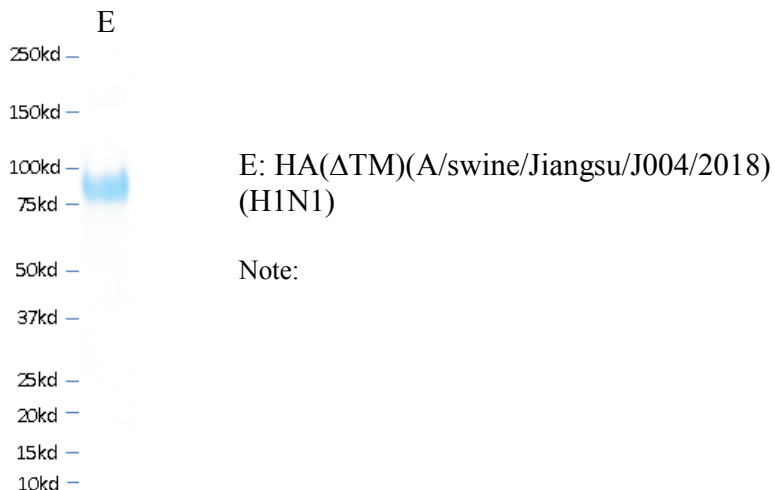 E
250kd
150kd
100kd
75kd
50kd
37kd
25kd
20kd
15kd
10kd
E: HA(ΔTM)(A/swine/Jiangsu/J004/2018)
(H1N1)
Note: